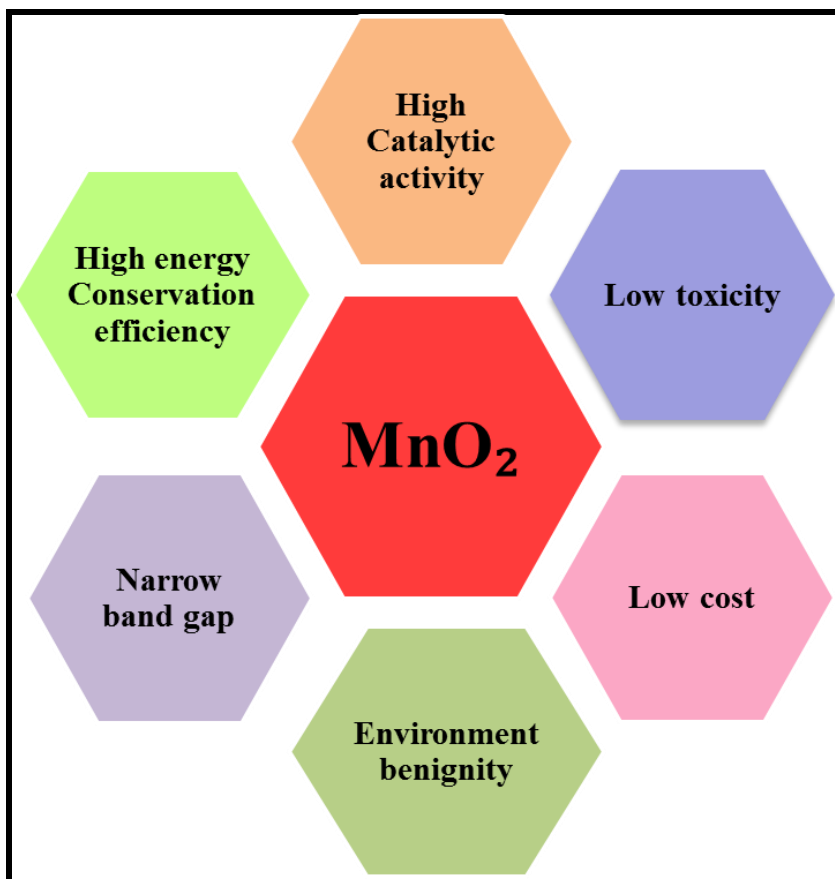 High
Catalytic
activity
High energy
Conservation
efficiency
Low toxicity
MnO₂
Narrow
band gap
Low cost
Environment
benignity